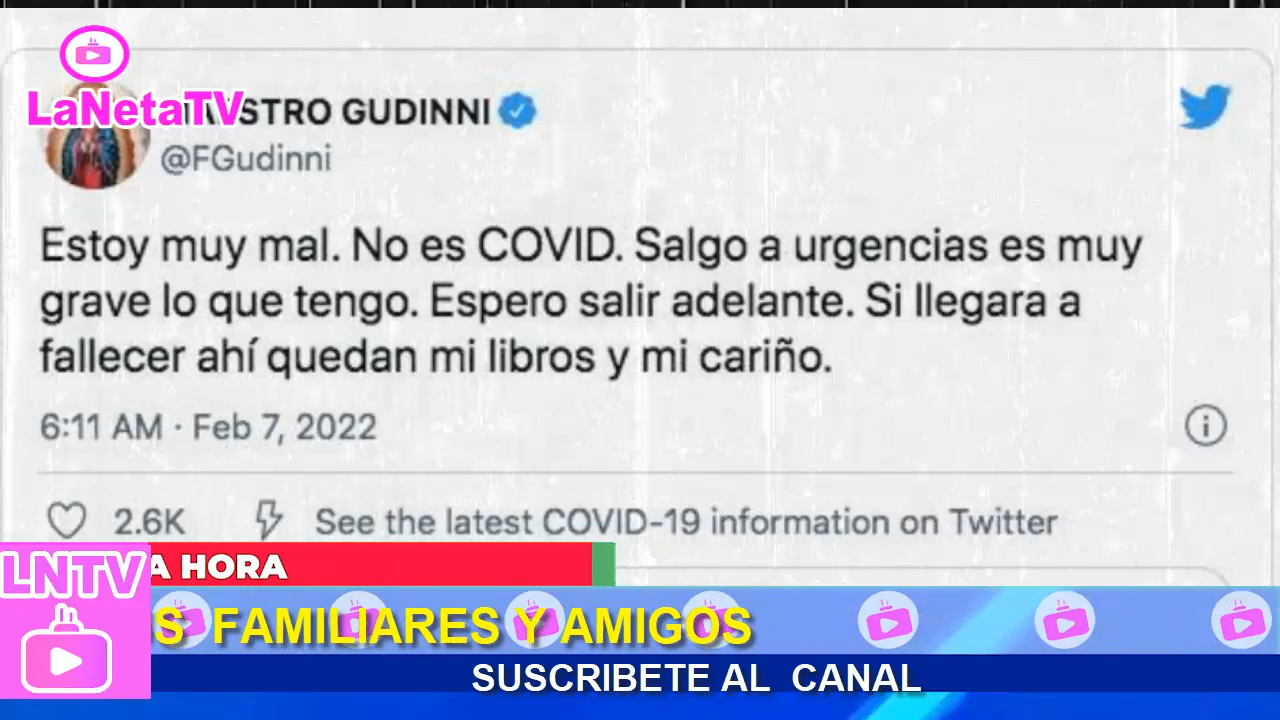 LaNetaTV
STRO GUDINNI
@FGudinni
Estoy muy mal. No es COVID. Salgo a urgencias es muy
grave lo que tengo. Espero salir adelante. Si llegara a
fallecer ahí quedan mi libros y mi cariño.
6:11 AM · Feb 7, 2022
2.6K
See the latest COVID-19 information on Twitter
LNTV
A HORA
S FAMILIARES Y AMIGOS
SUSCRIBETE AL CANAL